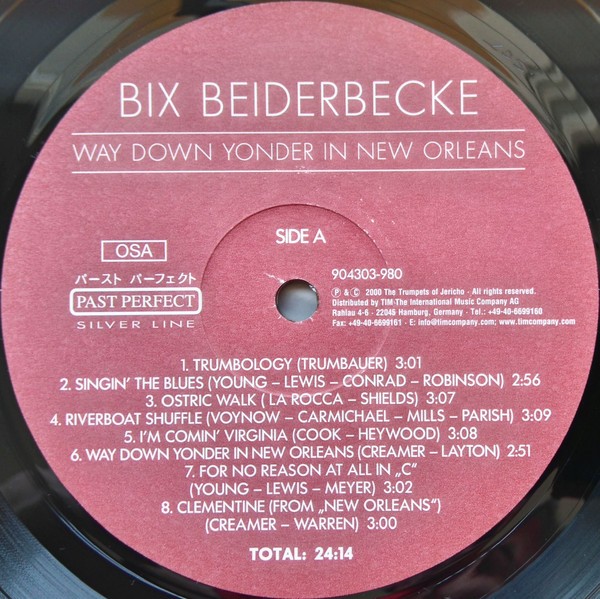 BIX BEIDERBECKE
WAY DOWN YONDER IN NEW ORLEANS
SIDE A
OSA
パースト パーフェクト
PAST PERFECT
SILVER LINE
904303-980
Ⓟ & © 2000 The Trumpets of Jericho · All rights reserved.
Distributed by TIM-The International Music Company AG
Rahlau 4-6 · 22045 Hamburg, Germany · Tel.: +49-40-6699160
Fax: +49-40-6699161 · E: info@timcompany.com; www.timcompany.com
1. TRUMBOLOGY (TRUMBAUER) 3:01
2. SINGIN' THE BLUES (YOUNG – LEWIS – CONRAD – ROBINSON) 2:56
3. OSTRIC WALK ( LA ROCCA – SHIELDS) 3:07
4. RIVERBOAT SHUFFLE (VOYNOW – CARMICHAEL – MILLS – PARISH) 3:09
5. I'M COMIN' VIRGINIA (COOK – HEYWOOD) 3:08
6. WAY DOWN YONDER IN NEW ORLEANS (CREAMER – LAYTON) 2:51
7. FOR NO REASON AT ALL IN „C“
(YOUNG – LEWIS – MEYER) 3:02
8. CLEMENTINE (FROM „NEW ORLEANS“)
(CREAMER – WARREN) 3:00
TOTAL: 24:14